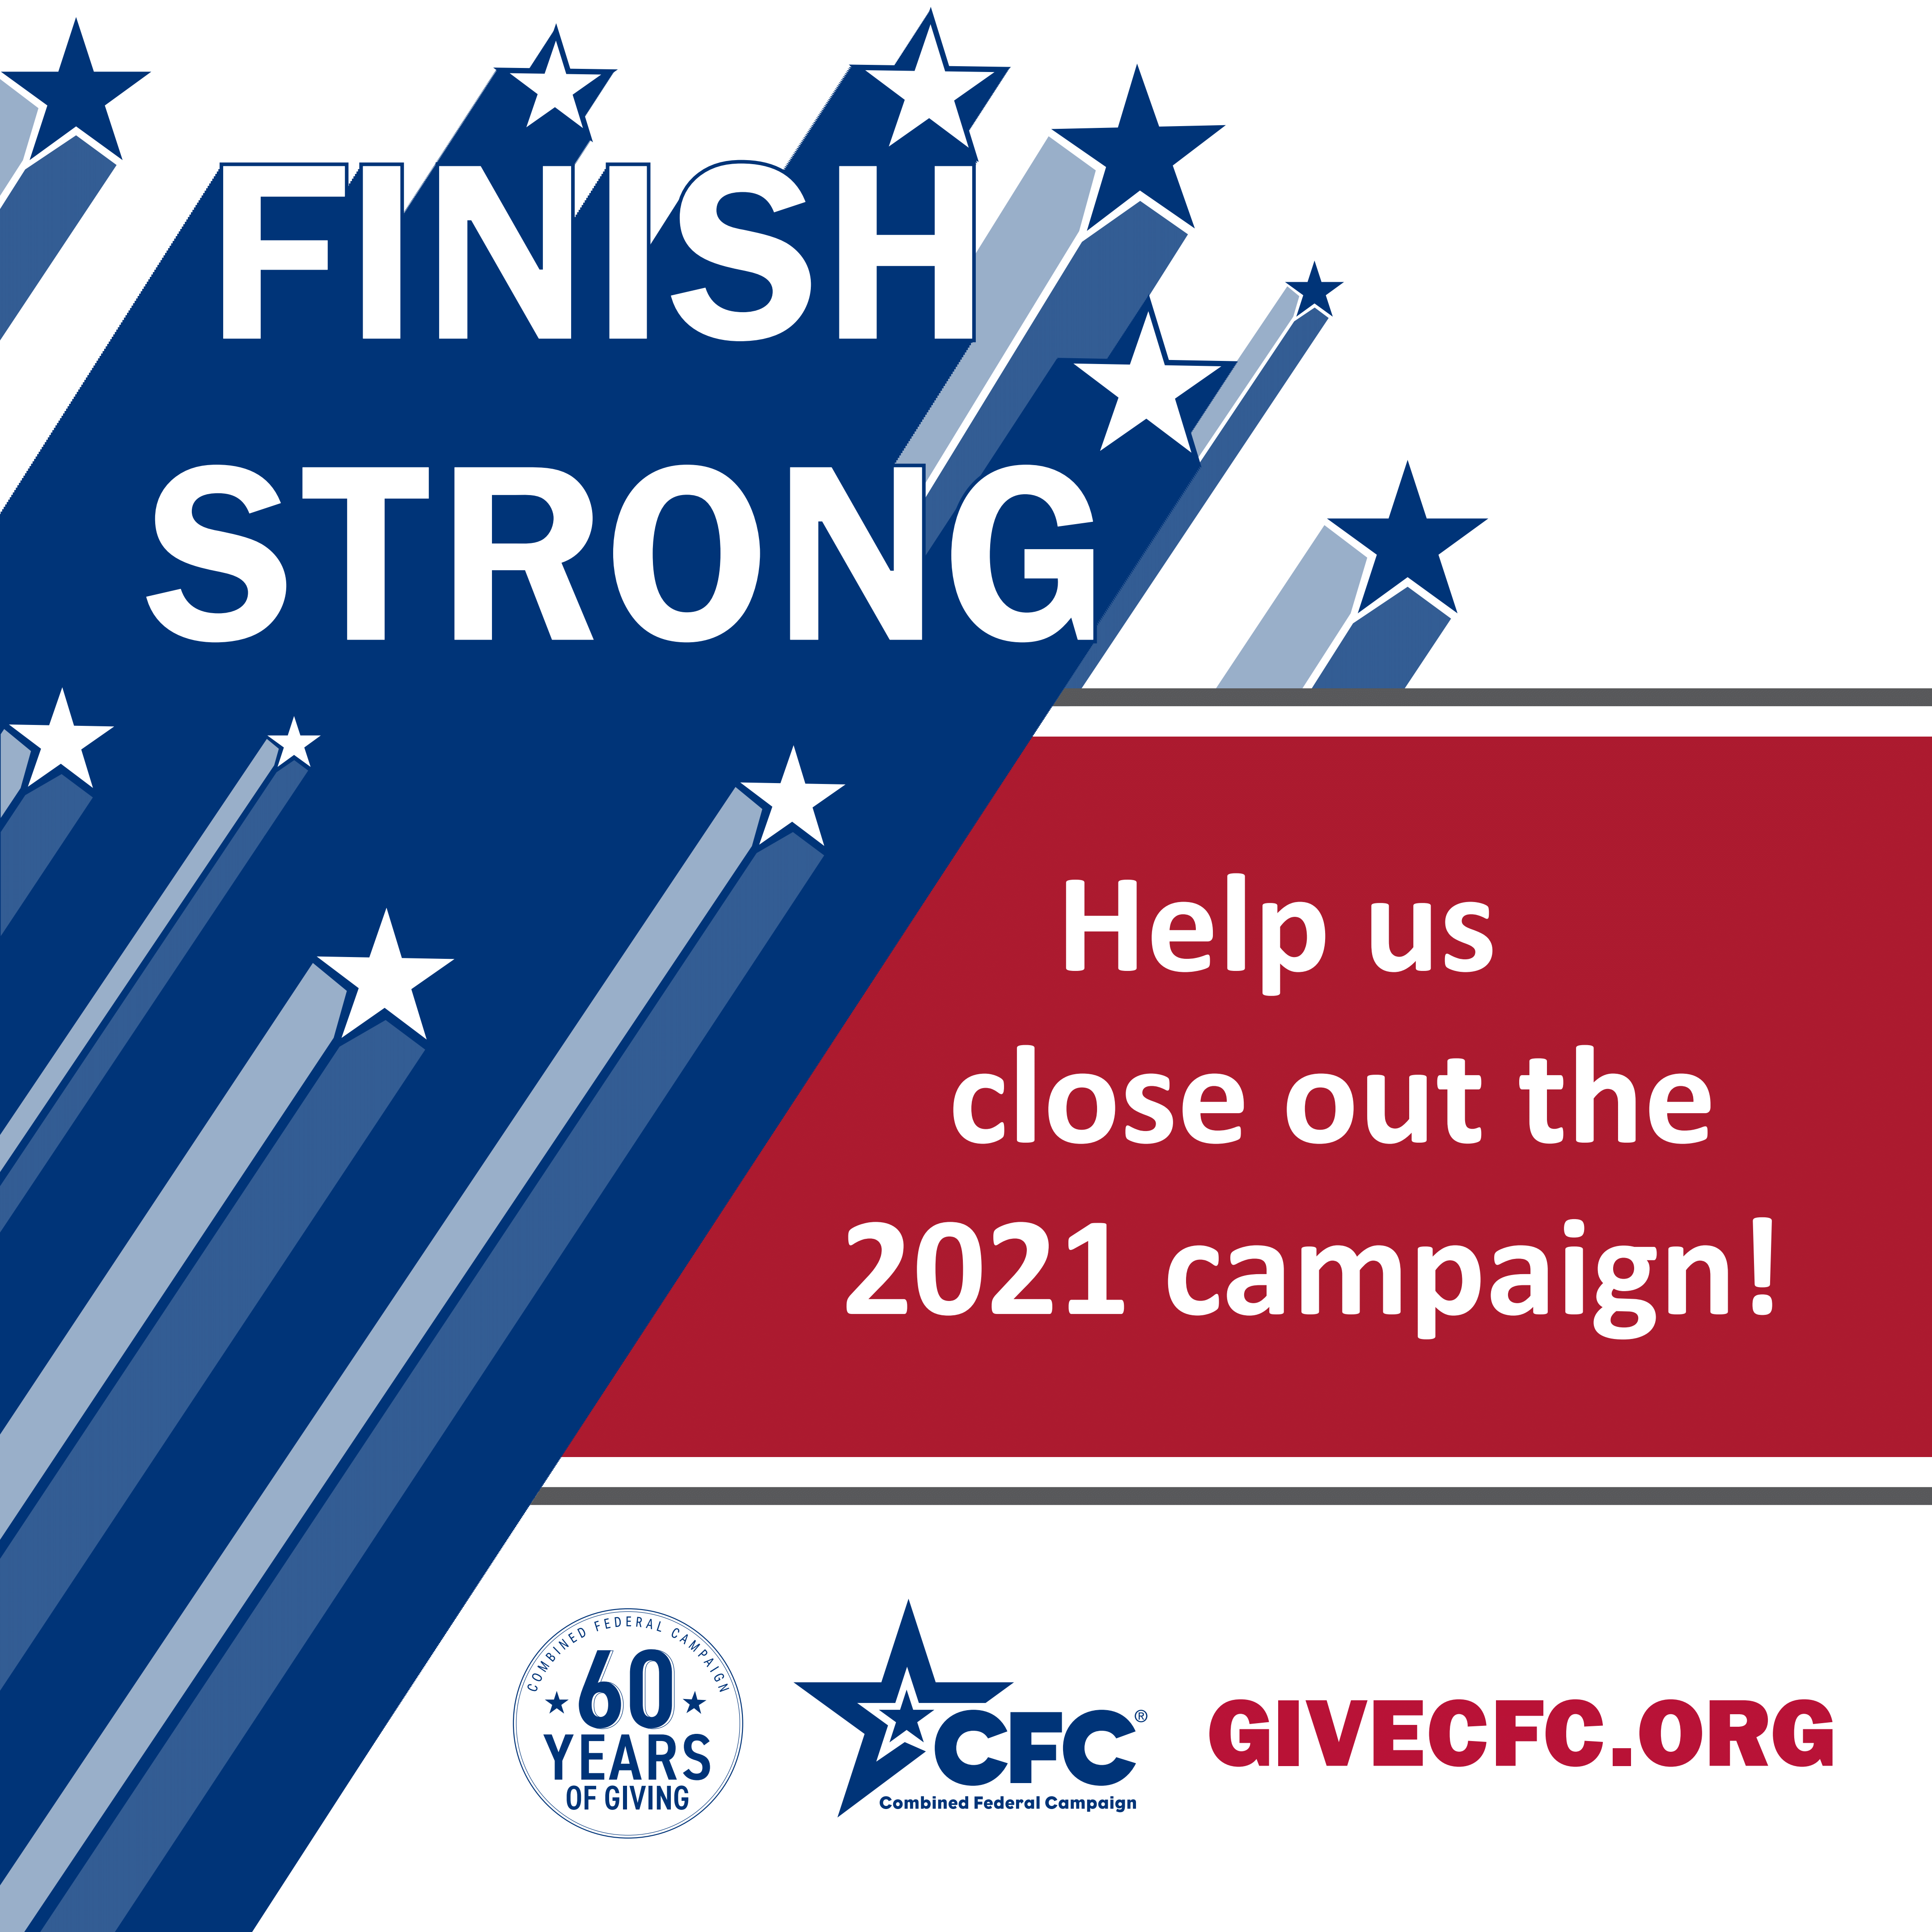 FINISH
STRONG
Help us
close out the
2021 campaign!
COMBINED FEDERAL CAMPAIGN
60
YEARS
OF GIVING
CFC®
Combined Federal Campaign
GIVECFC.ORG